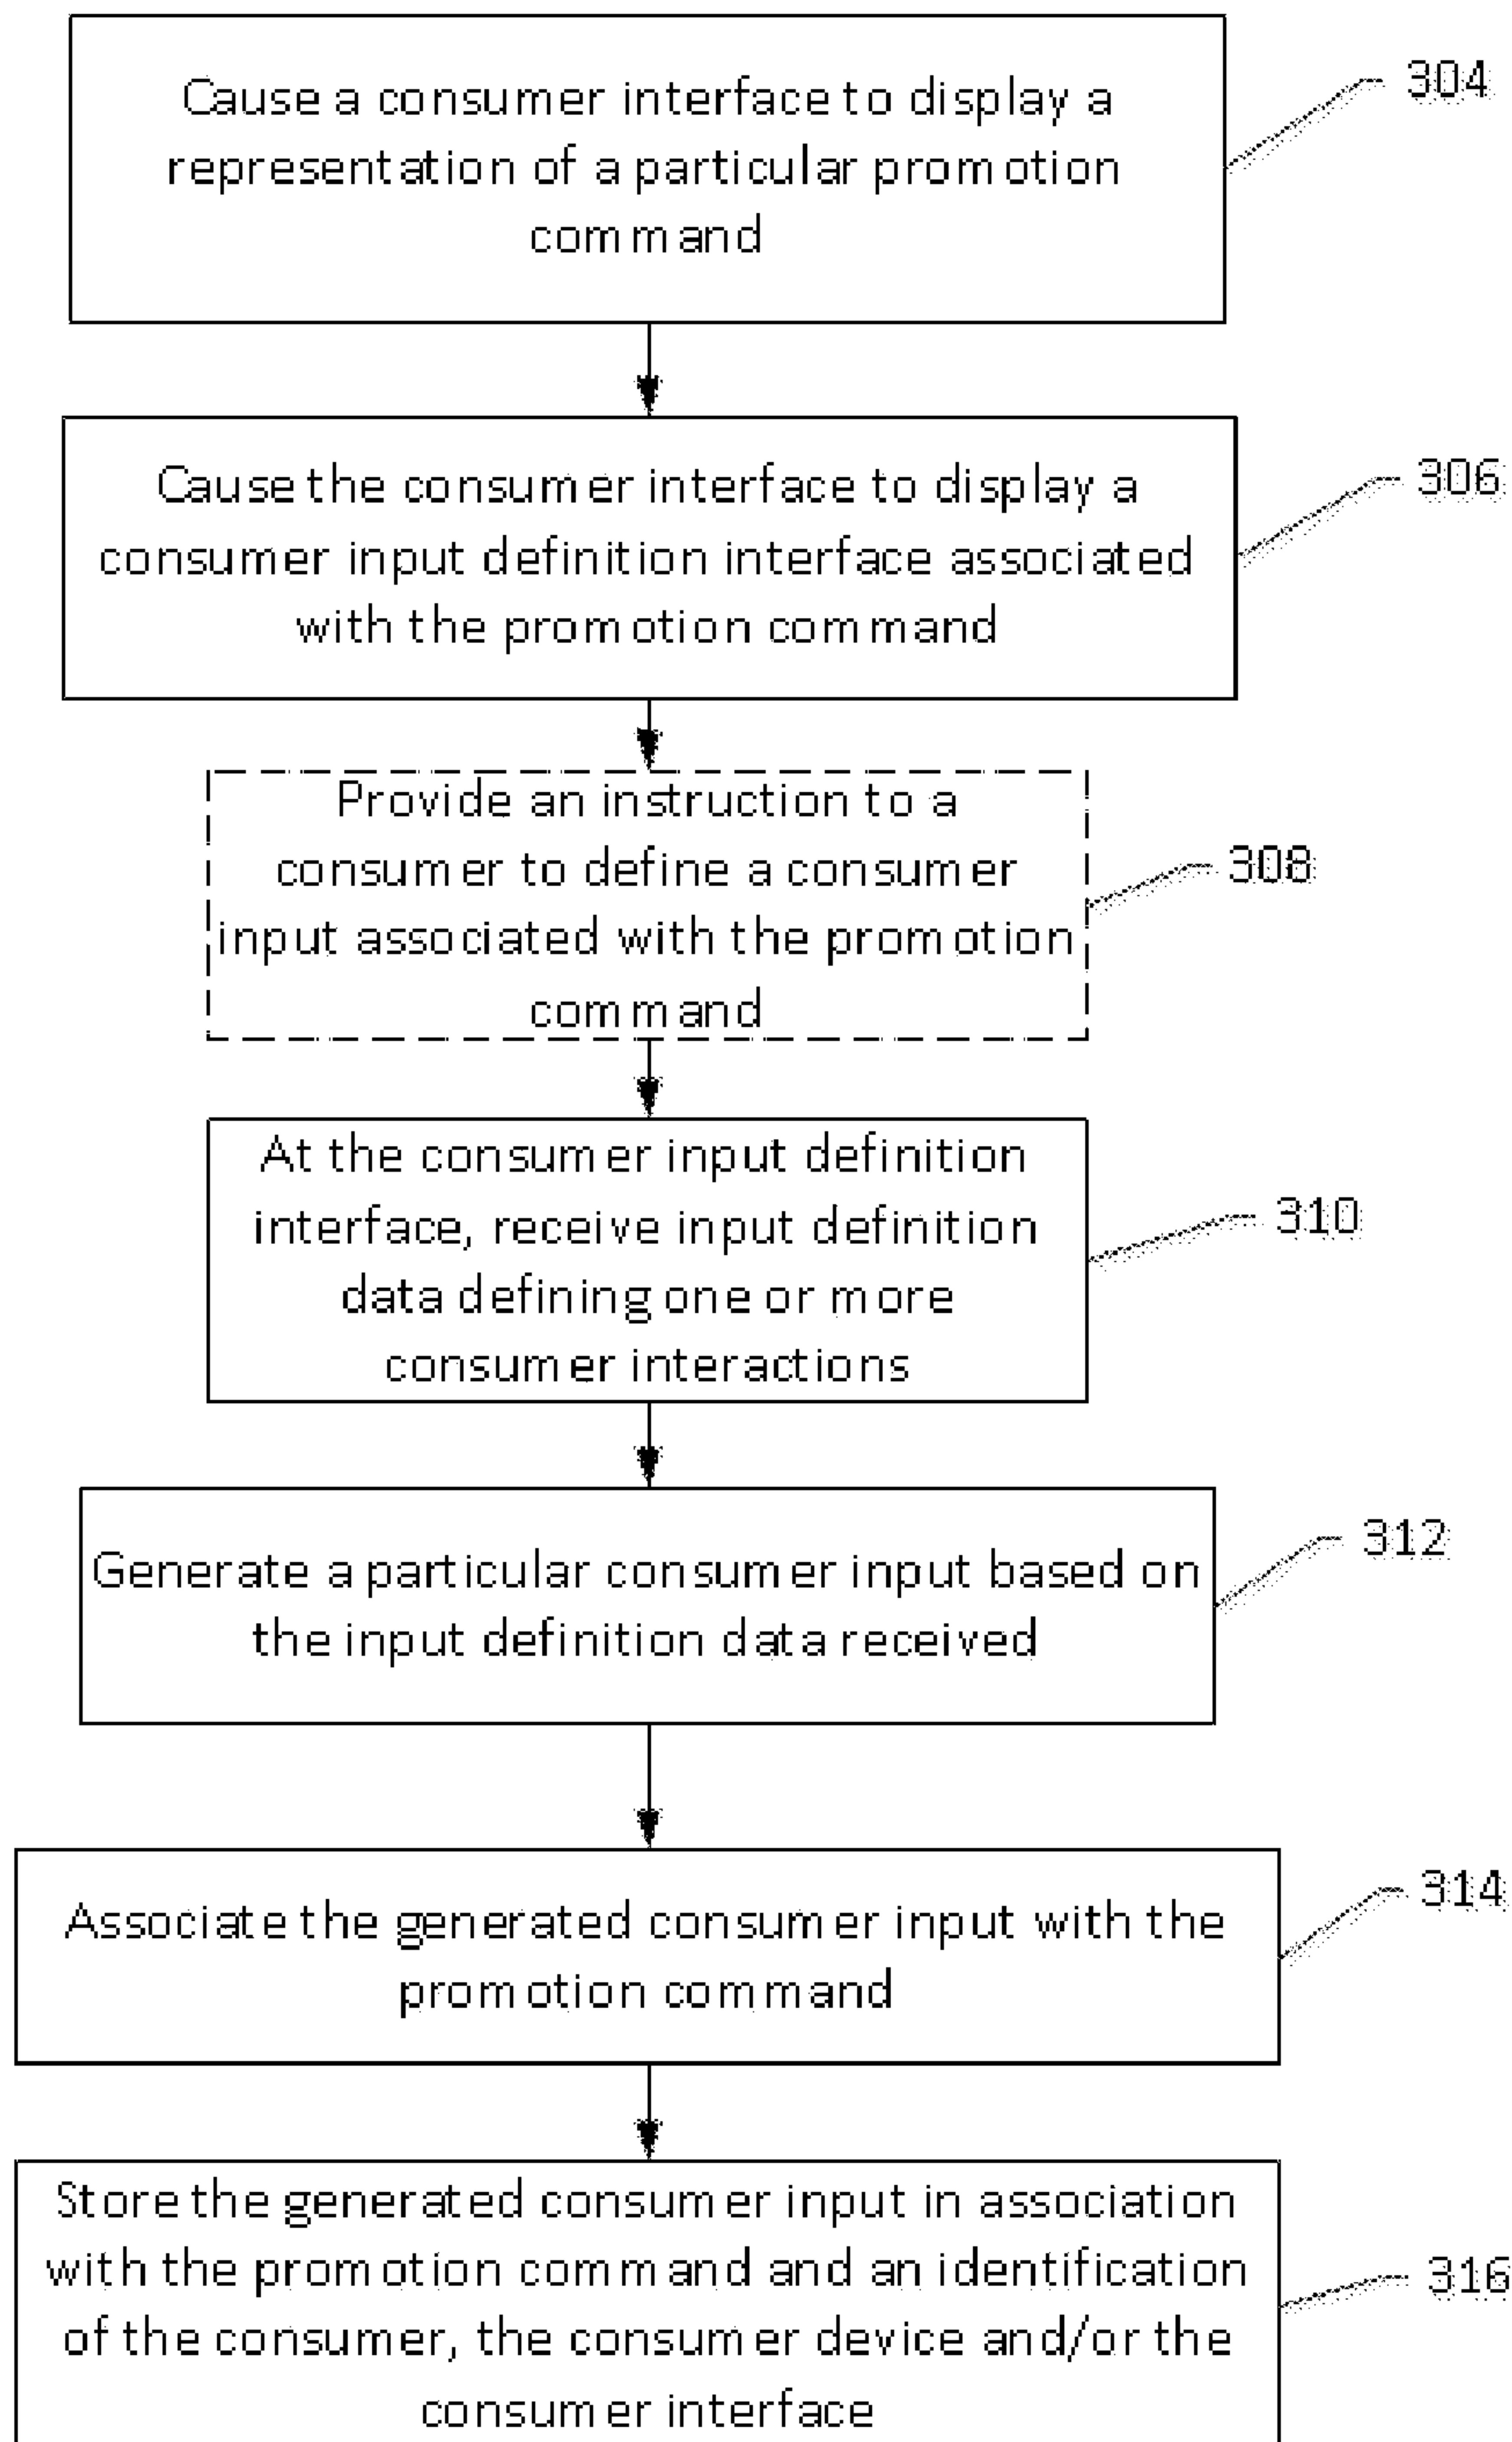 Cause a consumer interface to display a
representation of a particular promotion
command
304
Cause the consumer interface to display a
consumer input definition interface associated
with the promotion command
306
Provide an instruction to a
consumer to define a consumer
input associated with the promotion
command
308
At the consumer input definition
interface, receive input definition
data defining one or more
consumer interactions
310
Generate a particular consumer input based on
the input definition data received
312
Associate the generated consumer input with the
promotion command
314
Store the generated consumer input in association
with the promotion command and an identification
of the consumer, the consumer device and/or the
consumer interface
316